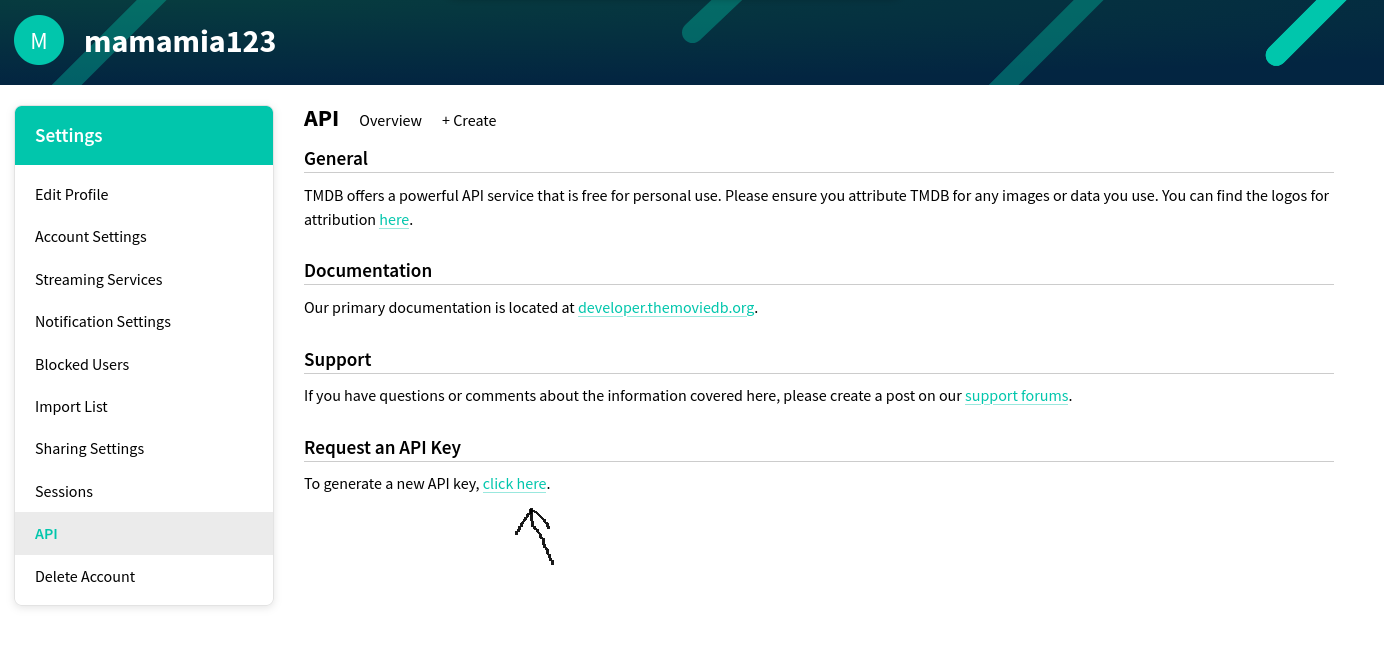 M
mamamia123
Settings
Edit Profile
Account Settings
Streaming Services
Notification Settings
Blocked Users
Import List
Sharing Settings
Sessions
API
Delete Account
API Overview + Create
General
TMDB offers a powerful API service that is free for personal use. Please ensure you attribute TMDB for any images or data you use. You can find the logos for
attribution here.
Documentation
Our primary documentation is located at developer.themoviedb.org.
Support
If you have questions or comments about the information covered here, please create a post on our support forums.
Request an API Key
To generate a new API key, click here.